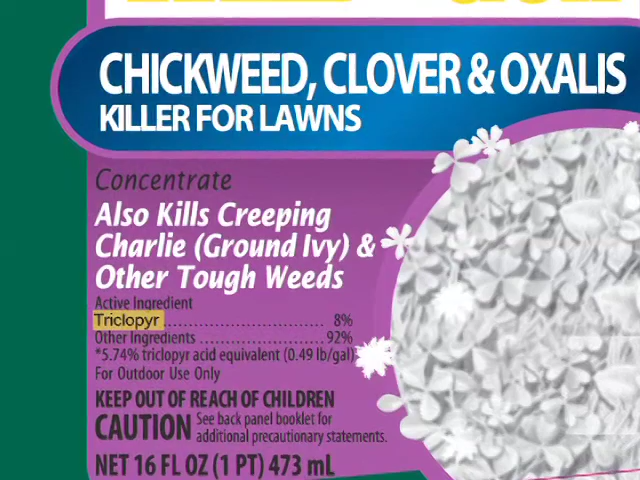 CHICKWEED, CLOVER & OXALIS
KILLER FOR LAWNS
Concentrate
Also Kills Creeping
Charlie (Ground Ivy) &
Other Tough Weeds
Active Ingredient
Triclopyr ............................ 8%
Other Ingredients ...................... 92%
*5.74% triclopyr acid equivalent (0.49 lb/gal)
For Outdoor Use Only
KEEP OUT OF REACH OF CHILDREN
CAUTION See back panel booklet for
additional precautionary statements.
NET 16 FL OZ (1 PT) 473 mL